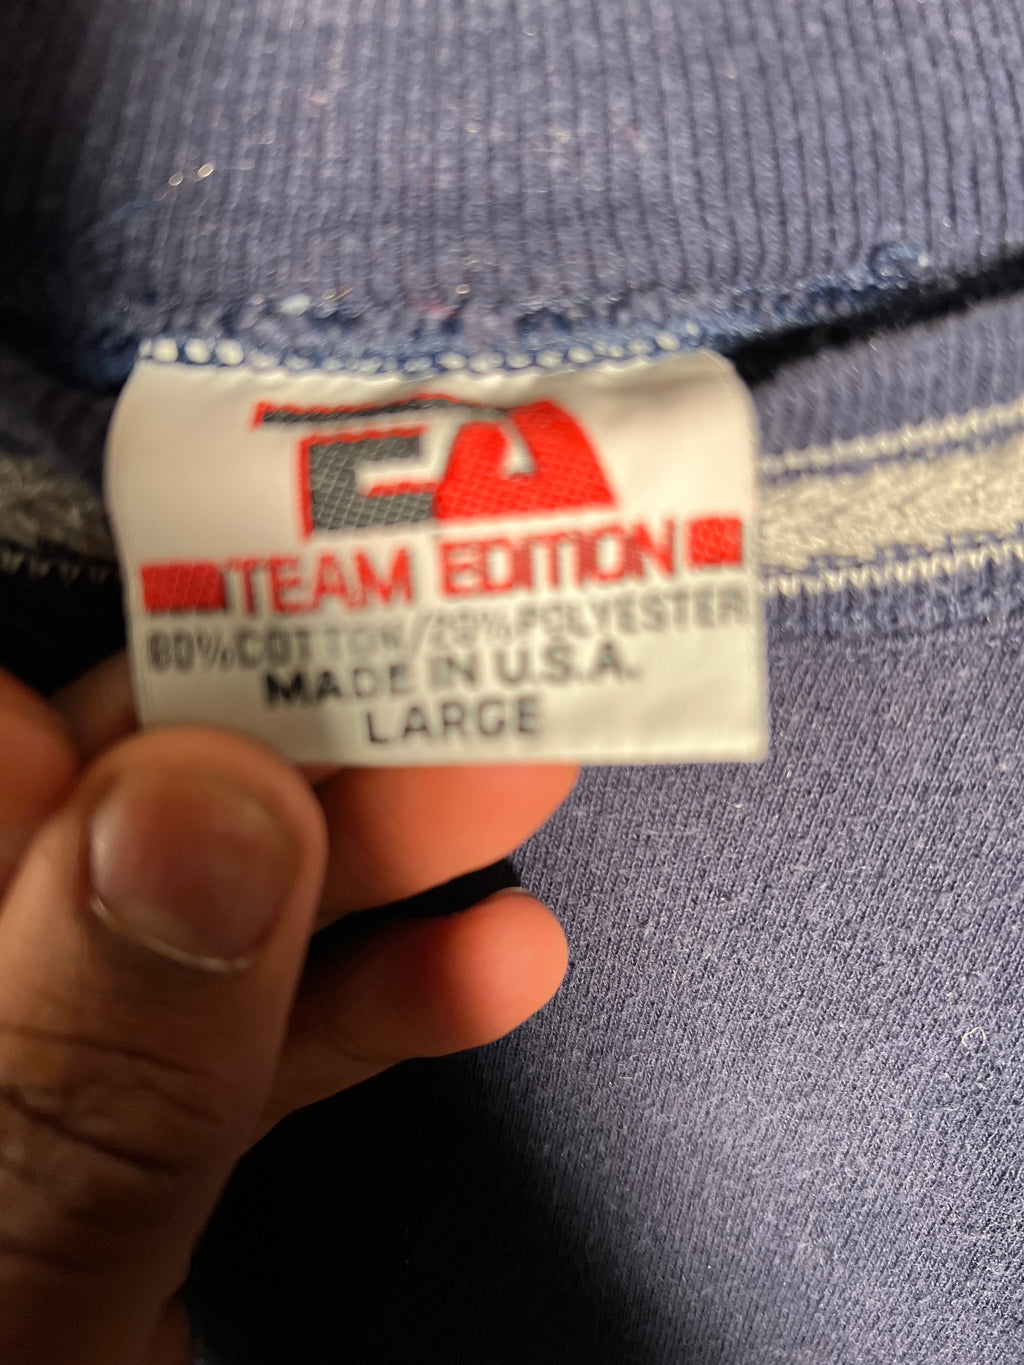 TEAM EDITION
80% COTTON/20% POLYESTER
MADE IN U.S.A.
LARGE